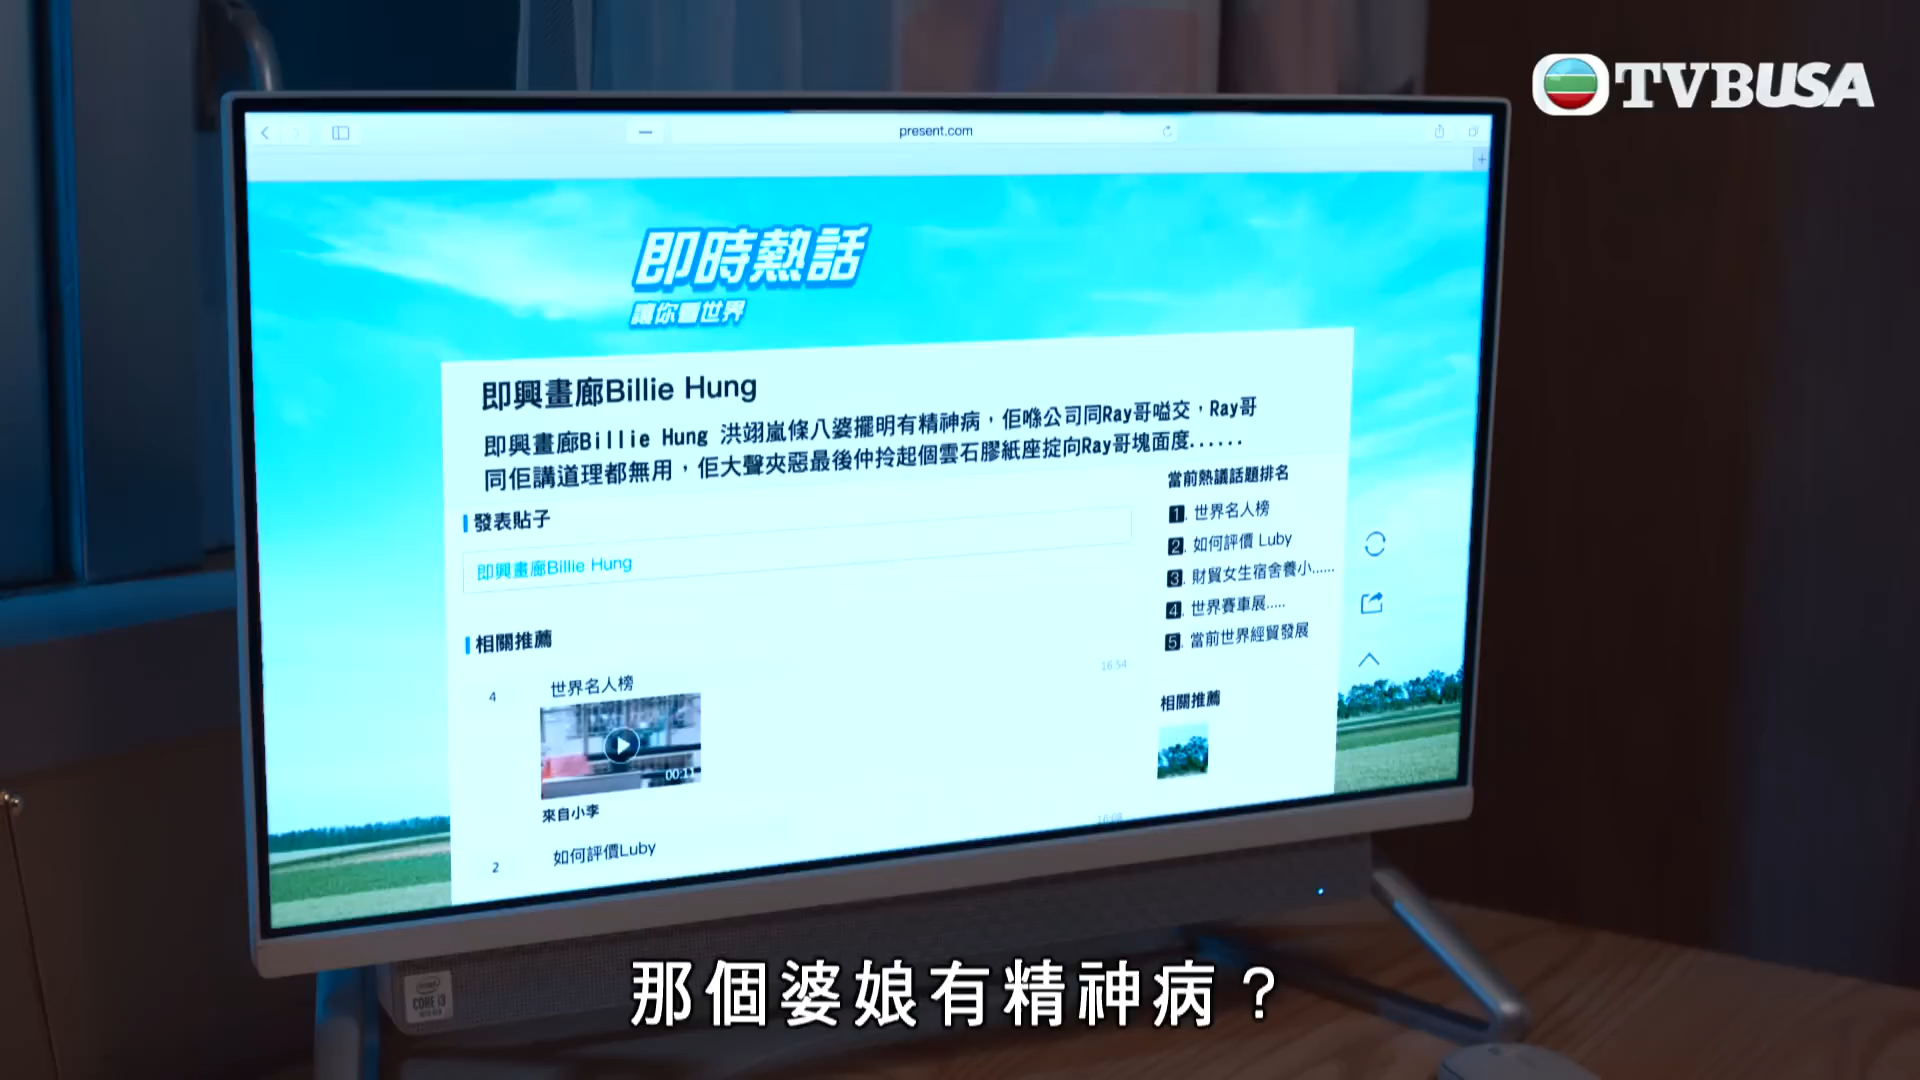 TVBUSA
present.com
即時熱話
讓你看世界
即興畫廊Billie Hung
即興畫廊Billie Hung 洪翊嵐條八婆擺明有精神病，佢喺公司同Ray哥嗌交，Ray哥
同佢講道理都無用，佢大聲夾惡最後仲拎起個雲石膠紙座掟向Ray哥塊面度......
發表貼子
即興畫廊Billie Hung
相關推薦
4
世界名人榜
16:54
00:11
來自小李
16:08
2
如何評價Luby
當前熱議話題排名
1. 世界名人榜
2. 如何評價 Luby
3. 財貿女生宿舍養小......
4. 世界賽車展.....
5. 當前世界經貿發展
相關推薦
CORE i3
那個婆娘有精神病？